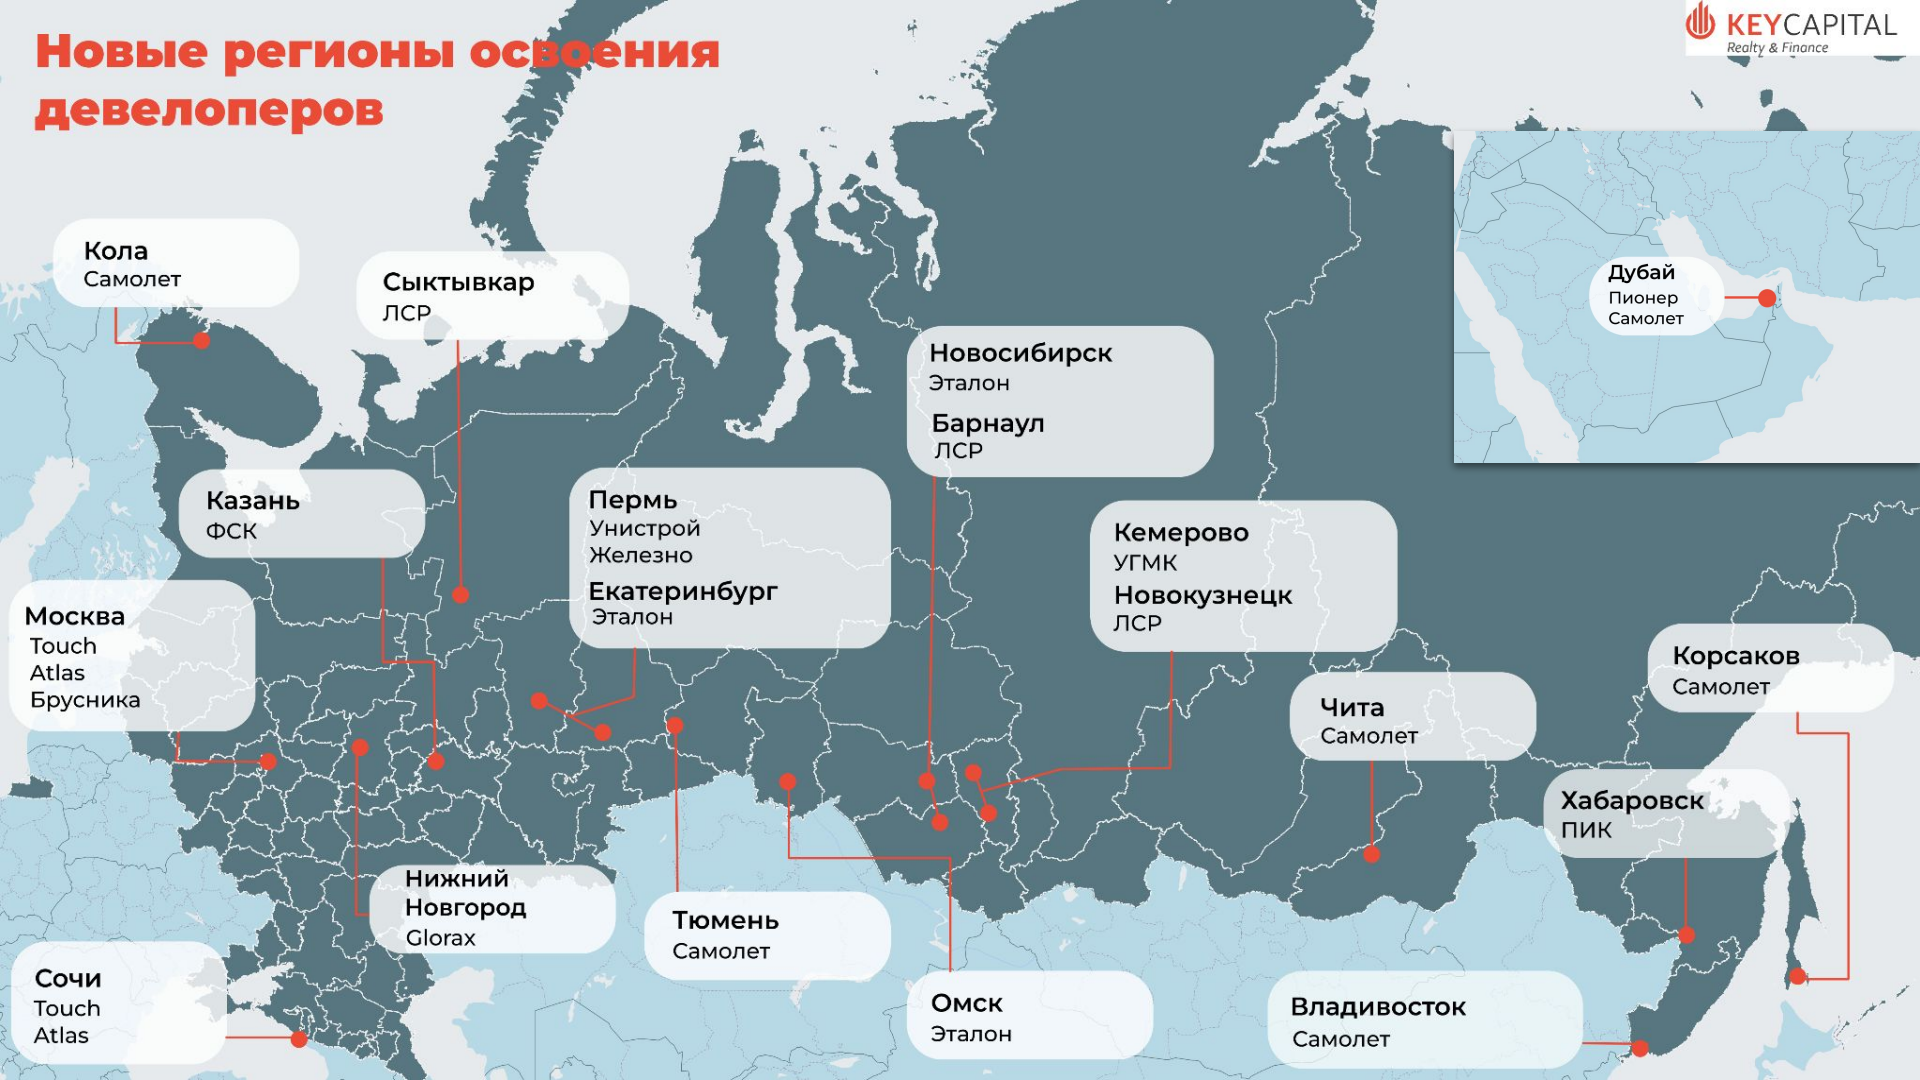 Новые регионы освоения
девелоперов
KEYCAPITAL
Realty & Finance
Кола
Самолет
Сыктывкар
ЛСР
Дубай
Пионер
Самолет
Новосибирск
Эталон
Барнаул
ЛСР
Казань
ФСК
Пермь
Унистрой
Железно
Екатеринбург
Эталон
Кемерово
УГМК
Новокузнецк
ЛСР
Москва
Touch
Atlas
Брусника
Корсаков
Самолет
Чита
Самолет
Хабаровск
ПИК
Нижний
Новгород
Glorax
Тюмень
Самолет
Сочи
Touch
Atlas
Омск
Эталон
Владивосток
Самолет